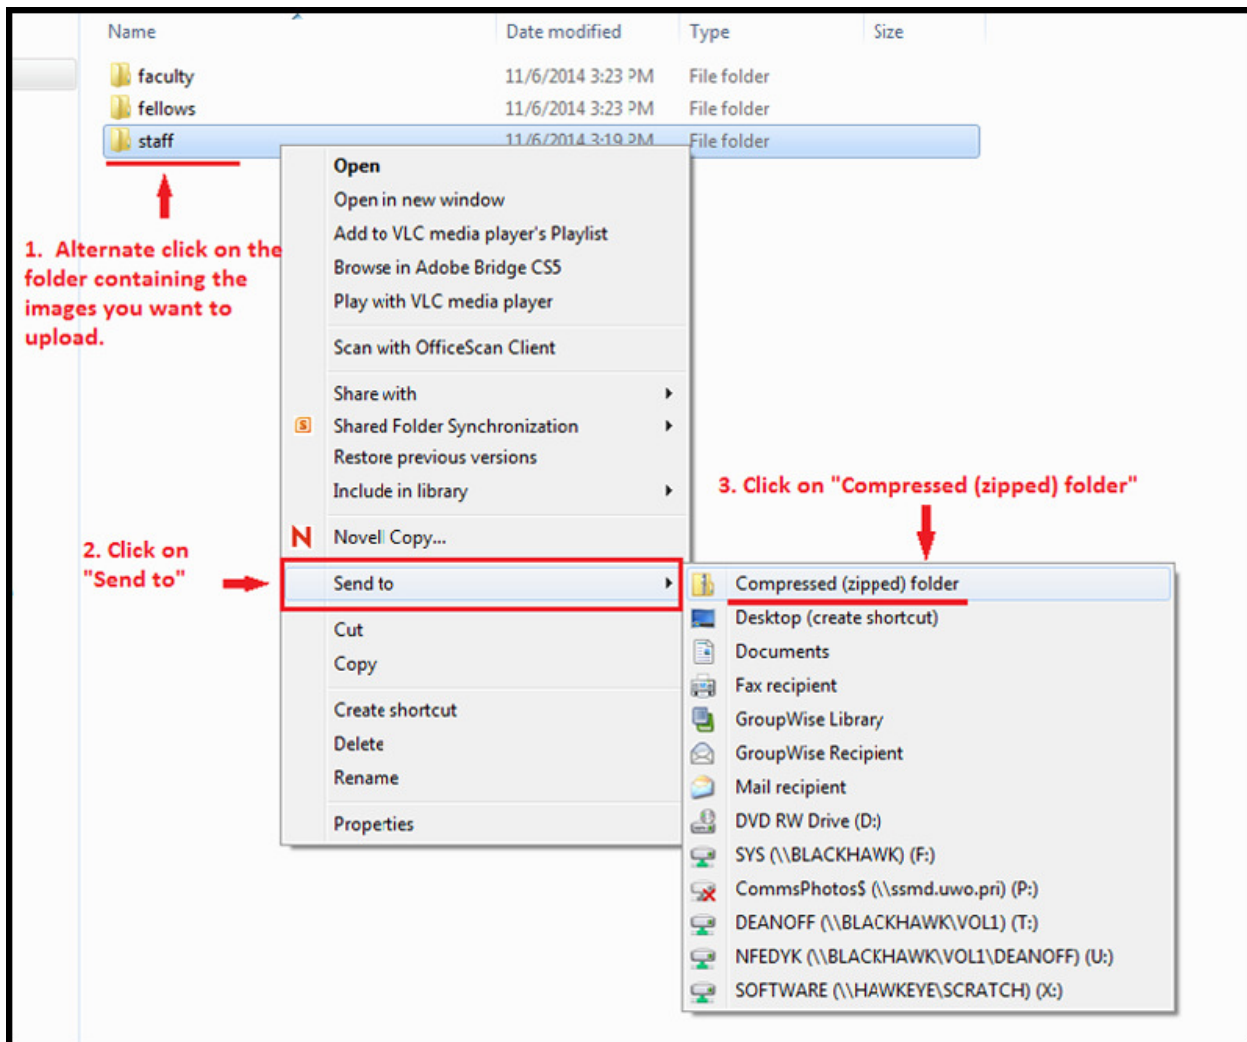 Name Date modified Type Size
faculty 11/6/2014 3:23 PM File folder
fellows 11/6/2014 3:23 PM File folder
staff 11/6/2014 3:19 PM File folder
1. Alternate click on the
folder containing the
images you want to
upload.
Open
Open in new window
Add to VLC media player's Playlist
Browse in Adobe Bridge CS5
Play with VLC media player
Scan with OfficeScan Client
Share with
S Shared Folder Synchronization
Restore previous versions
Include in library
N Novell Copy...
2. Click on
"Send to"
Send to
Cut
Copy
Create shortcut
Delete
Rename
Properties
3. Click on "Compressed (zipped) folder"
Compressed (zipped) folder
Desktop (create shortcut)
Documents
Fax recipient
GroupWise Library
GroupWise Recipient
Mail recipient
DVD RW Drive (D:)
SYS (\\BLACKHAWK) (F:)
CommsPhotos$ (\\ssmd.uwo.pri) (P:)
DEANOFF (\\BLACKHAWK\VOL1) (T:)
NFEDYK (\\BLACKHAWK\VOL1\DEANOFF) (U:)
SOFTWARE (\\HAWKEYE\SCRATCH) (X:)